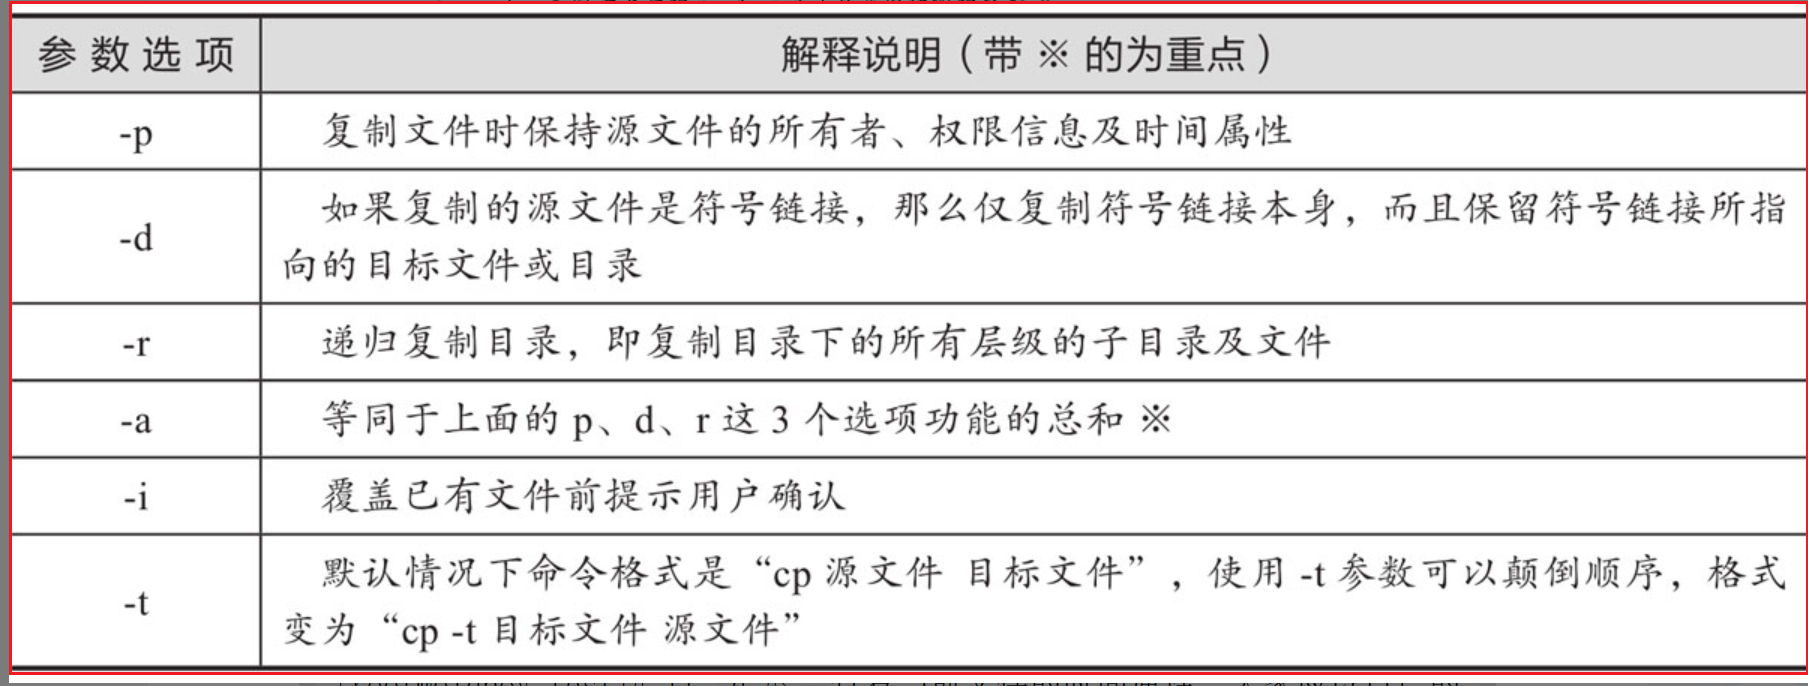 参数选项 解释说明（带※的为重点）
-p 复制文件时保持源文件的所有者、权限信息及时间属性
-d 如果复制的源文件是符号链接，那么仅复制符号链接本身，而且保留符号链接所指
向的目标文件或目录
-r 递归复制目录，即复制目录下的所有层级的子目录及文件
-a 等同于上面的 p、d、r 这 3 个选项功能的总和 ※
-i 覆盖已有文件前提示用户确认
-t 默认情况下命令格式是“cp 源文件 目标文件”，使用 -t 参数可以颠倒顺序，格式
变为“cp -t 目标文件 源文件”